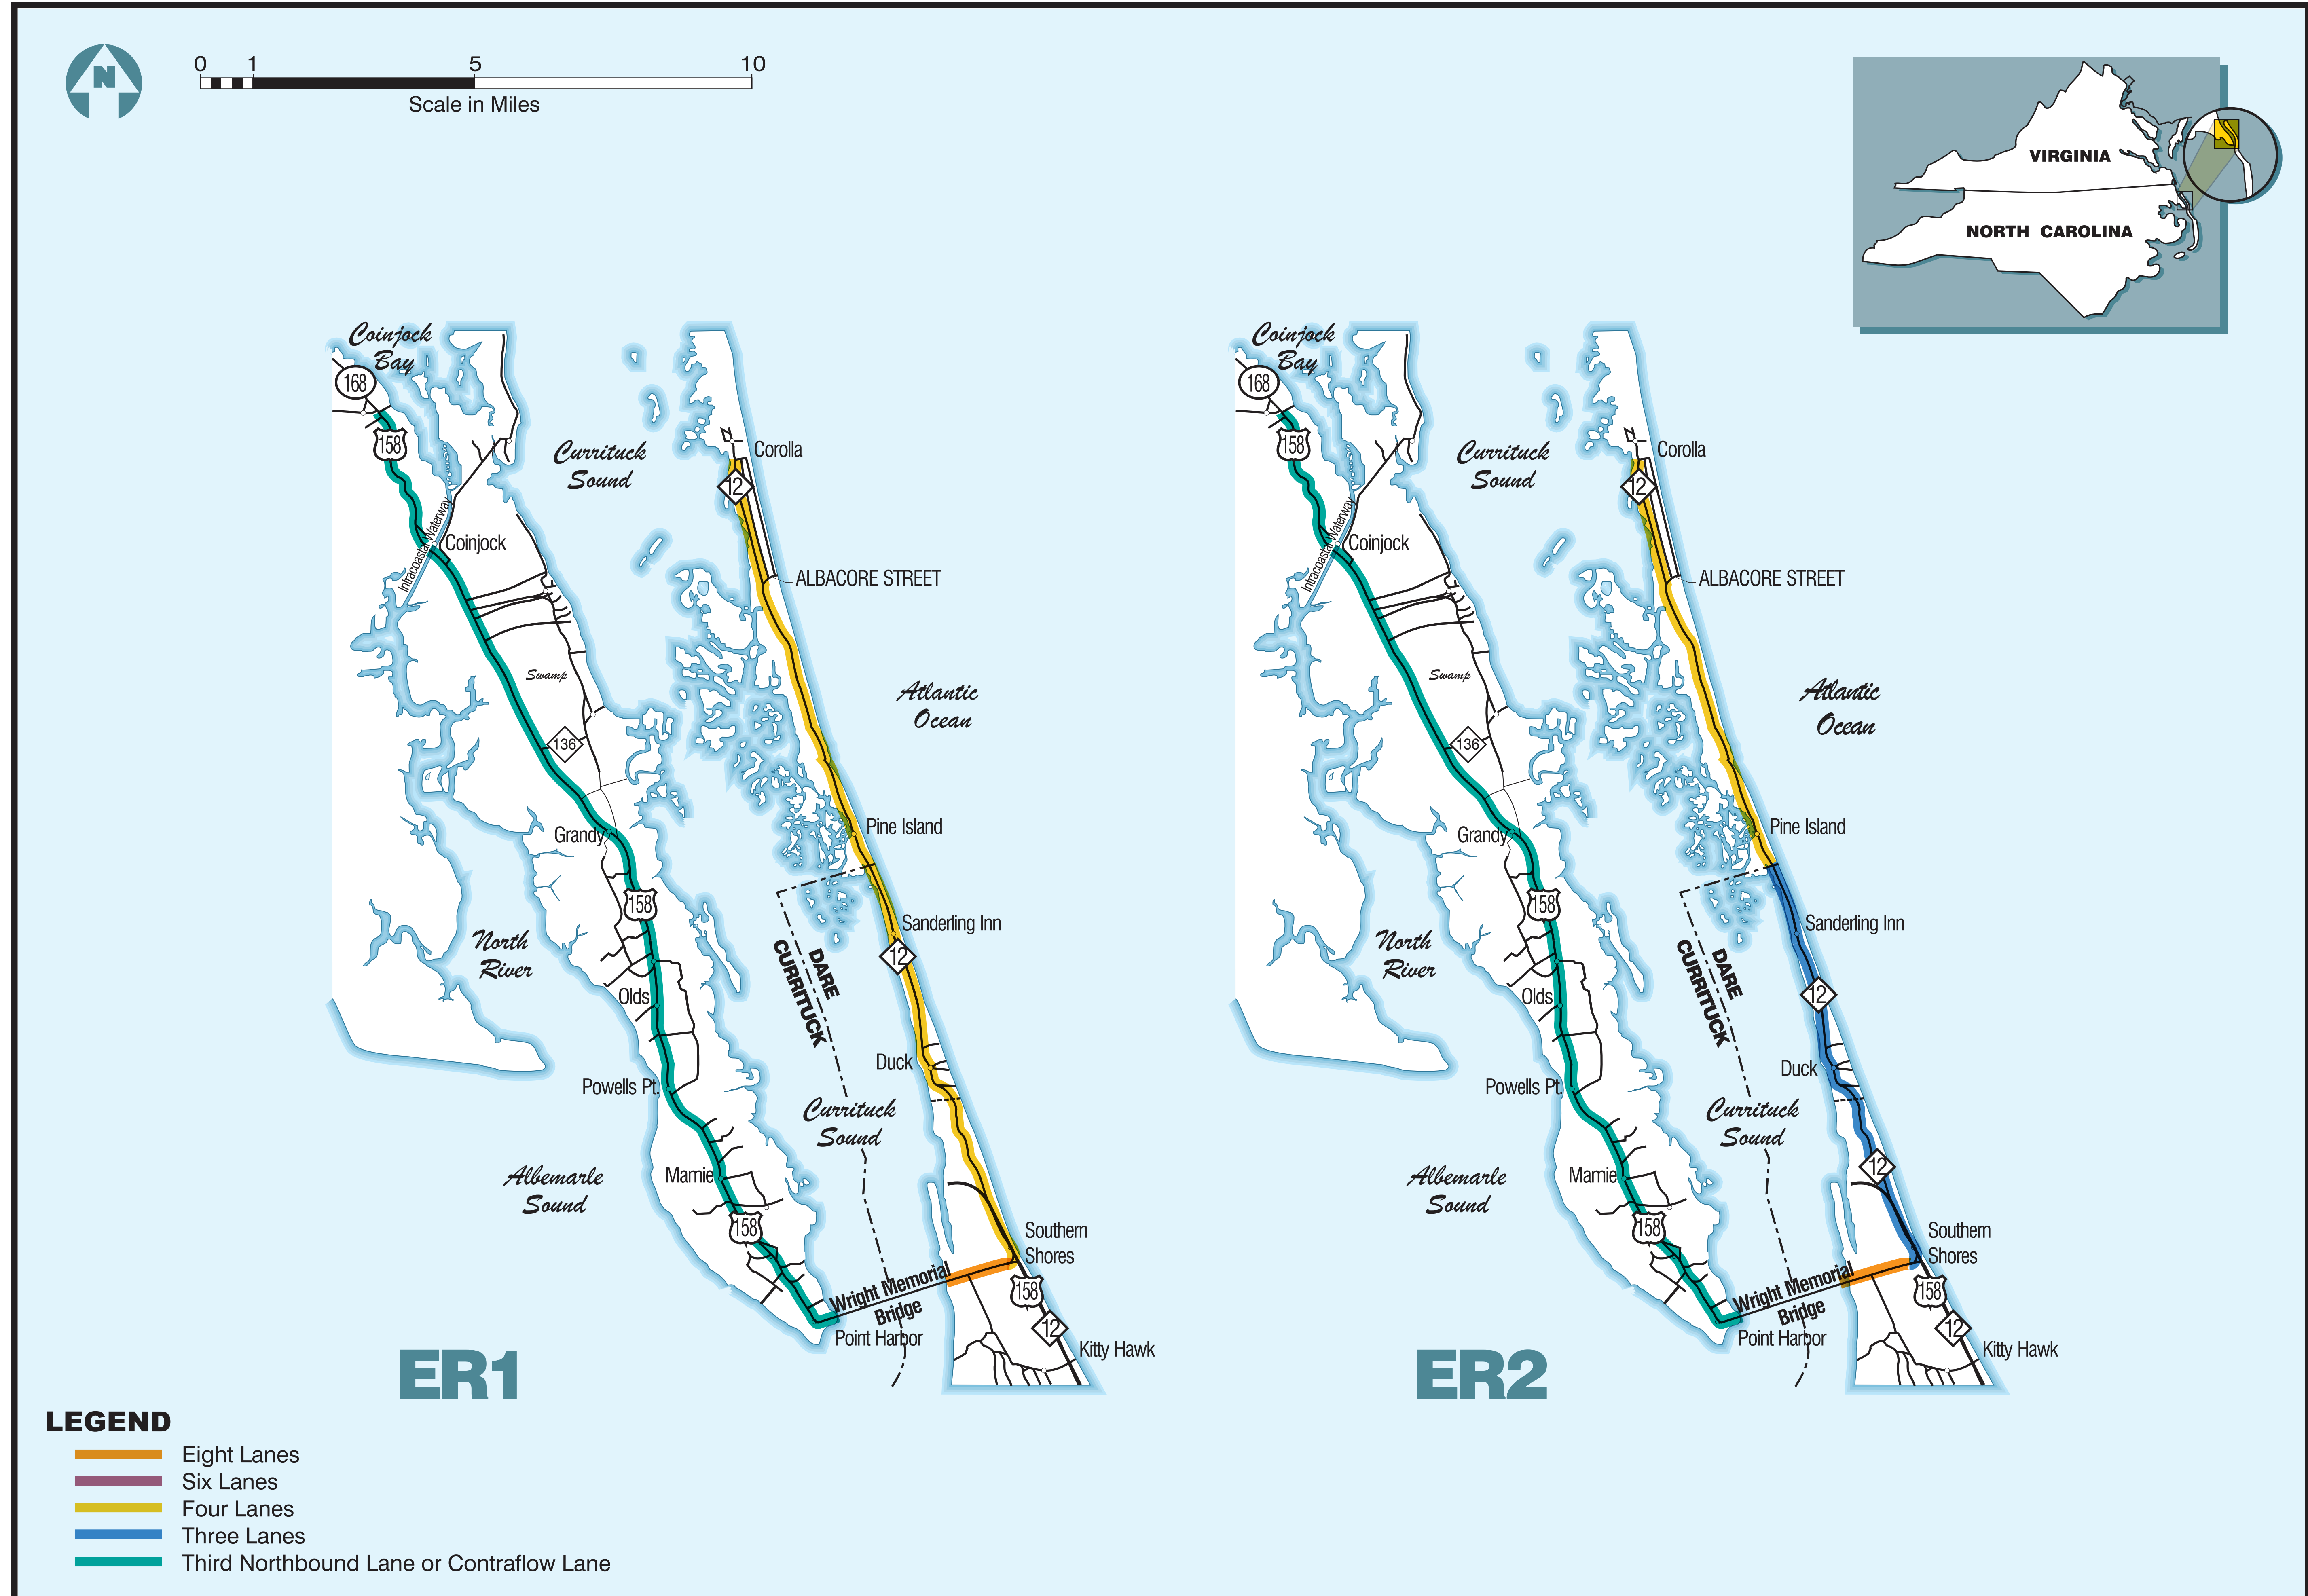 N
0 1 5 10
Scale in Miles
VIRGINIA
NORTH CAROLINA
Coinjock
Bay
168
158
Currituck
Sound
N
Corolla
12
Intracoastal Waterway
Coinjock
ALBACORE STREET
Swamp
Atlantic
Ocean
136
Pine Island
Grandy
158
Sanderling Inn
North
River
12
DARE
CURRITUCK
Olds
Duck
Powells Pt.
Currituck
Sound
Albemarle
Sound
Mamie
158
Southern
Shores
Wright Memorial
Bridge
158
Point Harbor
12
Kitty Hawk
ER1
Coinjock
Bay
168
158
Currituck
Sound
N
Corolla
12
Intracoastal Waterway
Coinjock
ALBACORE STREET
Swamp
Atlantic
Ocean
136
Pine Island
Grandy
158
Sanderling Inn
North
River
12
DARE
CURRITUCK
Olds
Duck
Powells Pt.
Currituck
Sound
12
Albemarle
Sound
Mamie
158
Southern
Shores
Wright Memorial
Bridge
158
Point Harbor
12
Kitty Hawk
ER2
LEGEND
Eight Lanes
Six Lanes
Four Lanes
Three Lanes
Third Northbound Lane or Contraflow Lane